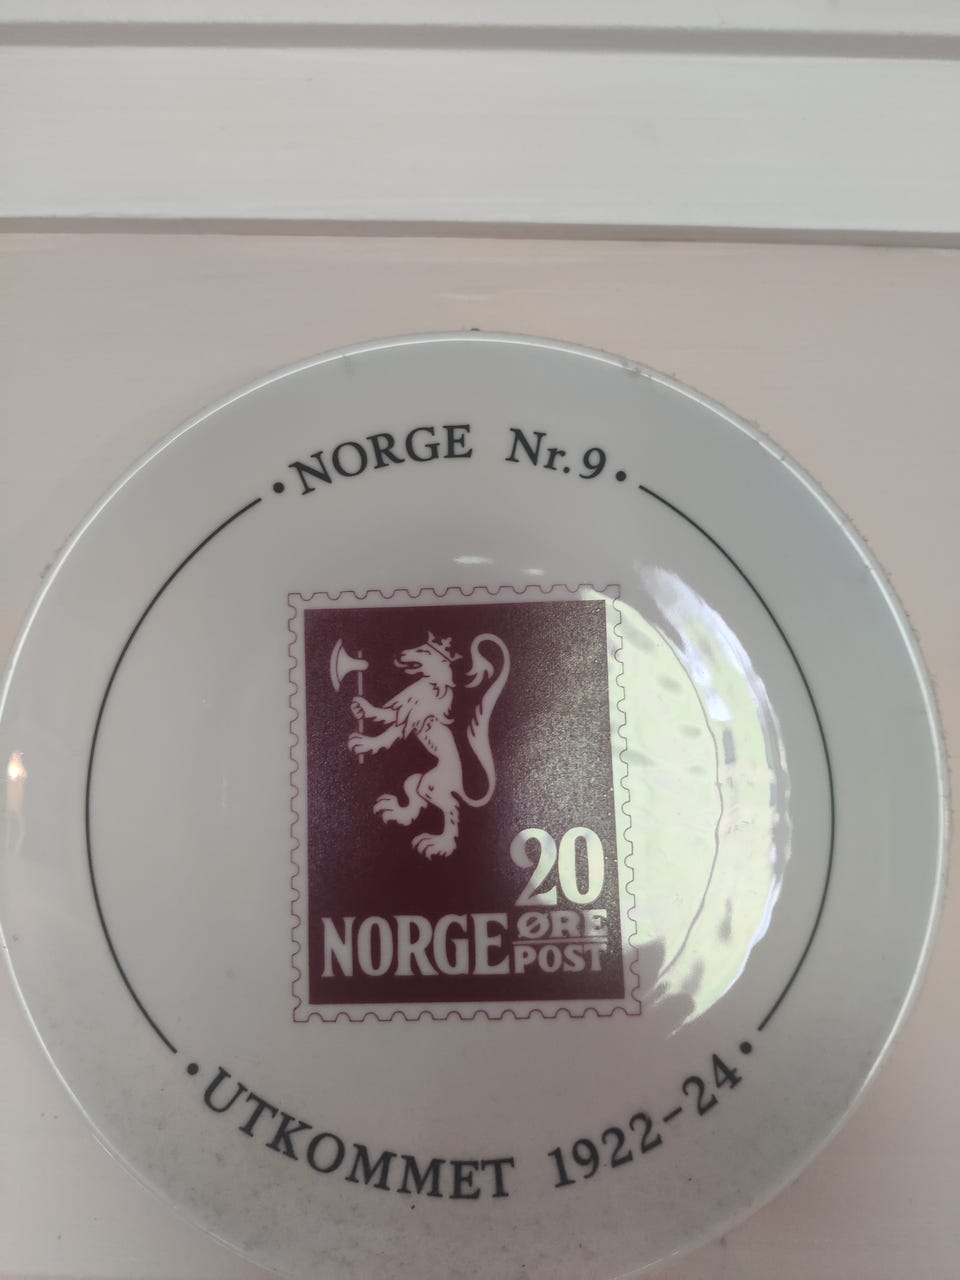 · NORGE Nr. 9 ·
20
NORGE ØRE
POST
· UTKOMMET 1922-24 ·